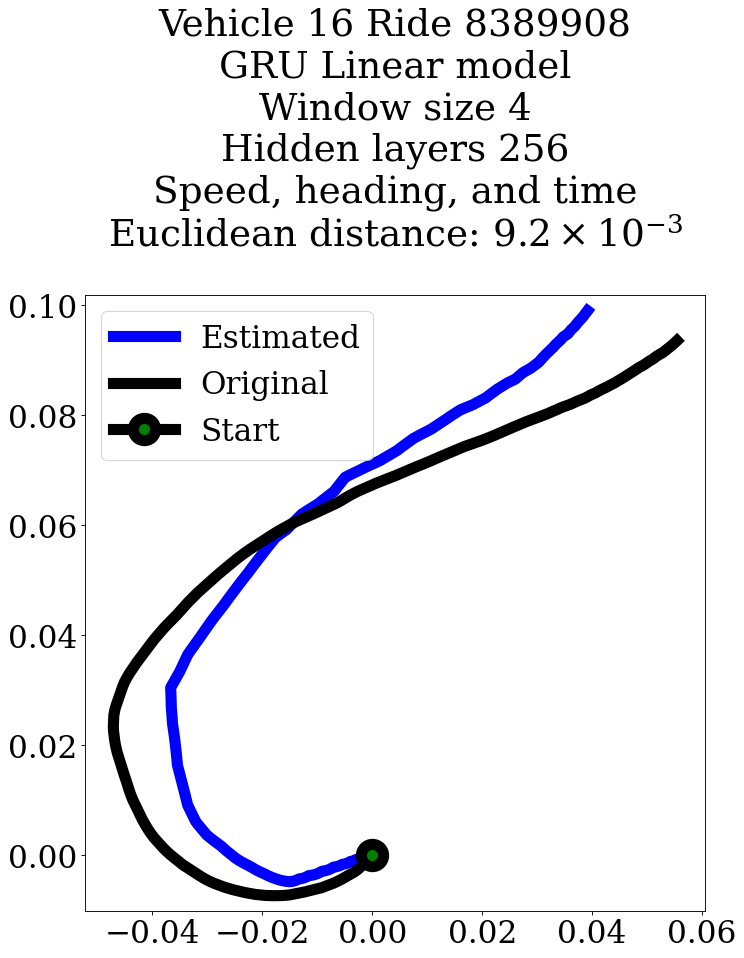 Vehicle 16 Ride 8389908
GRU Linear model
Window size 4
Hidden layers 256
Speed, heading, and time
Euclidean distance: 9.2 × 10⁻³
Estimated
Original
Start
0.10
0.08
0.06
0.04
0.02
0.00
−0.04 −0.02 0.00 0.02 0.04 0.06